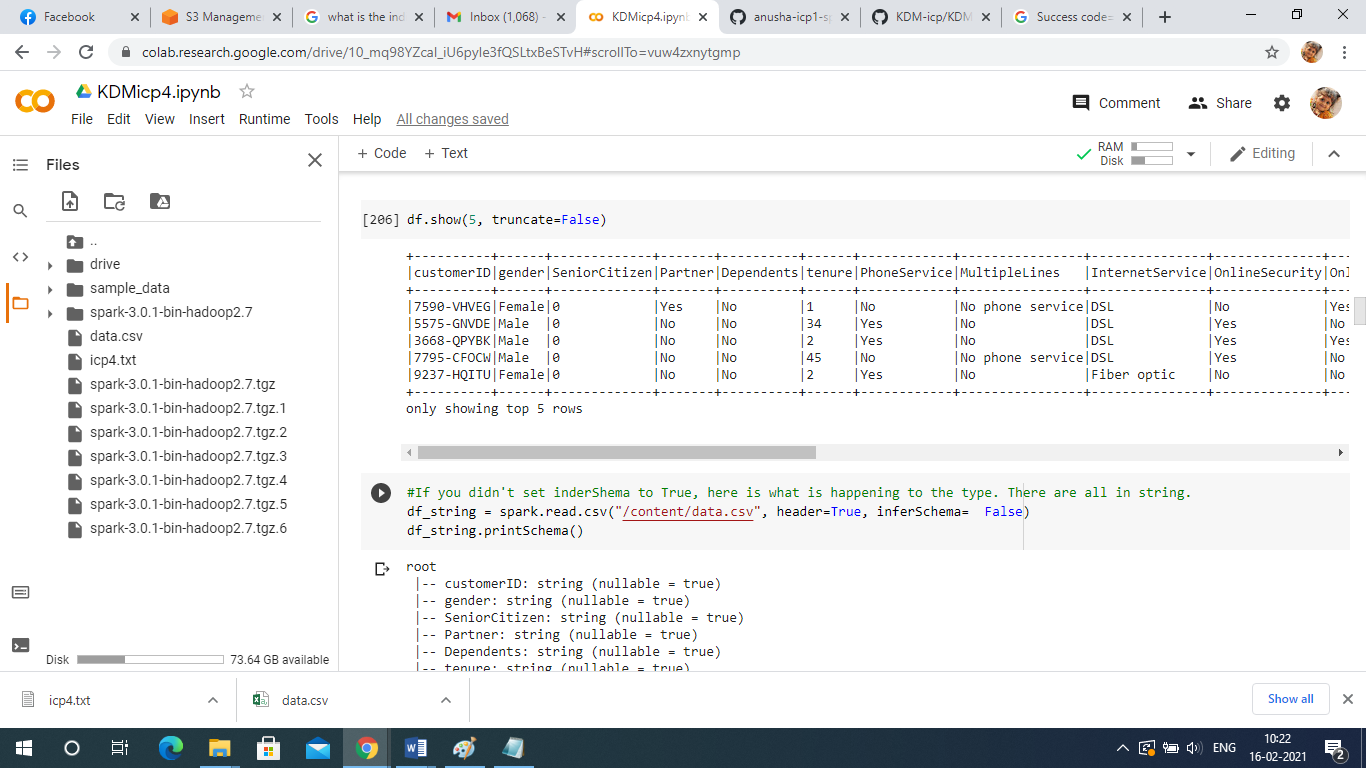 Facebook
S3 Manageme
what is the ind
Inbox (1,068) -
KDMicp4.ipynb
anusha-icp1-sp
KDM-icp/KDM
Success code=
colab.research.google.com/drive/10_mq98YZcal_iU6pyIe3fQSLtxBeSTvH#scrollTo=vuw4zxnytgmp
KDMicp4.ipynb
File Edit View Insert Runtime Tools Help All changes saved
Comment
Share
Files
+ Code + Text
RAM
Disk
Editing
..
drive
sample_data
spark-3.0.1-bin-hadoop2.7
data.csv
icp4.txt
spark-3.0.1-bin-hadoop2.7.tgz
spark-3.0.1-bin-hadoop2.7.tgz.1
spark-3.0.1-bin-hadoop2.7.tgz.2
spark-3.0.1-bin-hadoop2.7.tgz.3
spark-3.0.1-bin-hadoop2.7.tgz.4
spark-3.0.1-bin-hadoop2.7.tgz.5
spark-3.0.1-bin-hadoop2.7.tgz.6
Disk 73.64 GB available
[206] df.show(5, truncate=False)
+----------+------+-------------+-------+----------+------+------------+----------------+---------------+--------------+---
|customerID|gender|SeniorCitizen|Partner|Dependents|tenure|PhoneService|MultipleLines   |InternetService|OnlineSecurity|Onl
+----------+------+-------------+-------+----------+------+------------+----------------+---------------+--------------+---
|7590-VHVEG|Female|0            |Yes    |No        |1     |No          |No phone service|DSL            |No            |Yes
|5575-GNVDE|Male  |0            |No     |No        |34    |Yes         |No              |DSL            |Yes           |No
|3668-QPYBK|Male  |0            |No     |No        |2     |Yes         |No              |DSL            |Yes           |Yes
|7795-CFOCW|Male  |0            |No     |No        |45    |No          |No phone service|DSL            |Yes           |No
|9237-HQITU|Female|0            |No     |No        |2     |Yes         |No              |Fiber optic    |No            |No
+----------+------+-------------+-------+----------+------+------------+----------------+---------------+--------------+---
only showing top 5 rows
#If you didn't set inderShema to True, here is what is happening to the type. There are all in string.
df_string = spark.read.csv("/content/data.csv", header=True, inferSchema=  False)
df_string.printSchema()
root
|-- customerID: string (nullable = true)
|-- gender: string (nullable = true)
|-- SeniorCitizen: string (nullable = true)
|-- Partner: string (nullable = true)
|-- Dependents: string (nullable = true)
|-- tenure: string (nullable = true)
icp4.txt
data.csv
Show all
ENG
10:22
16-02-2021
2